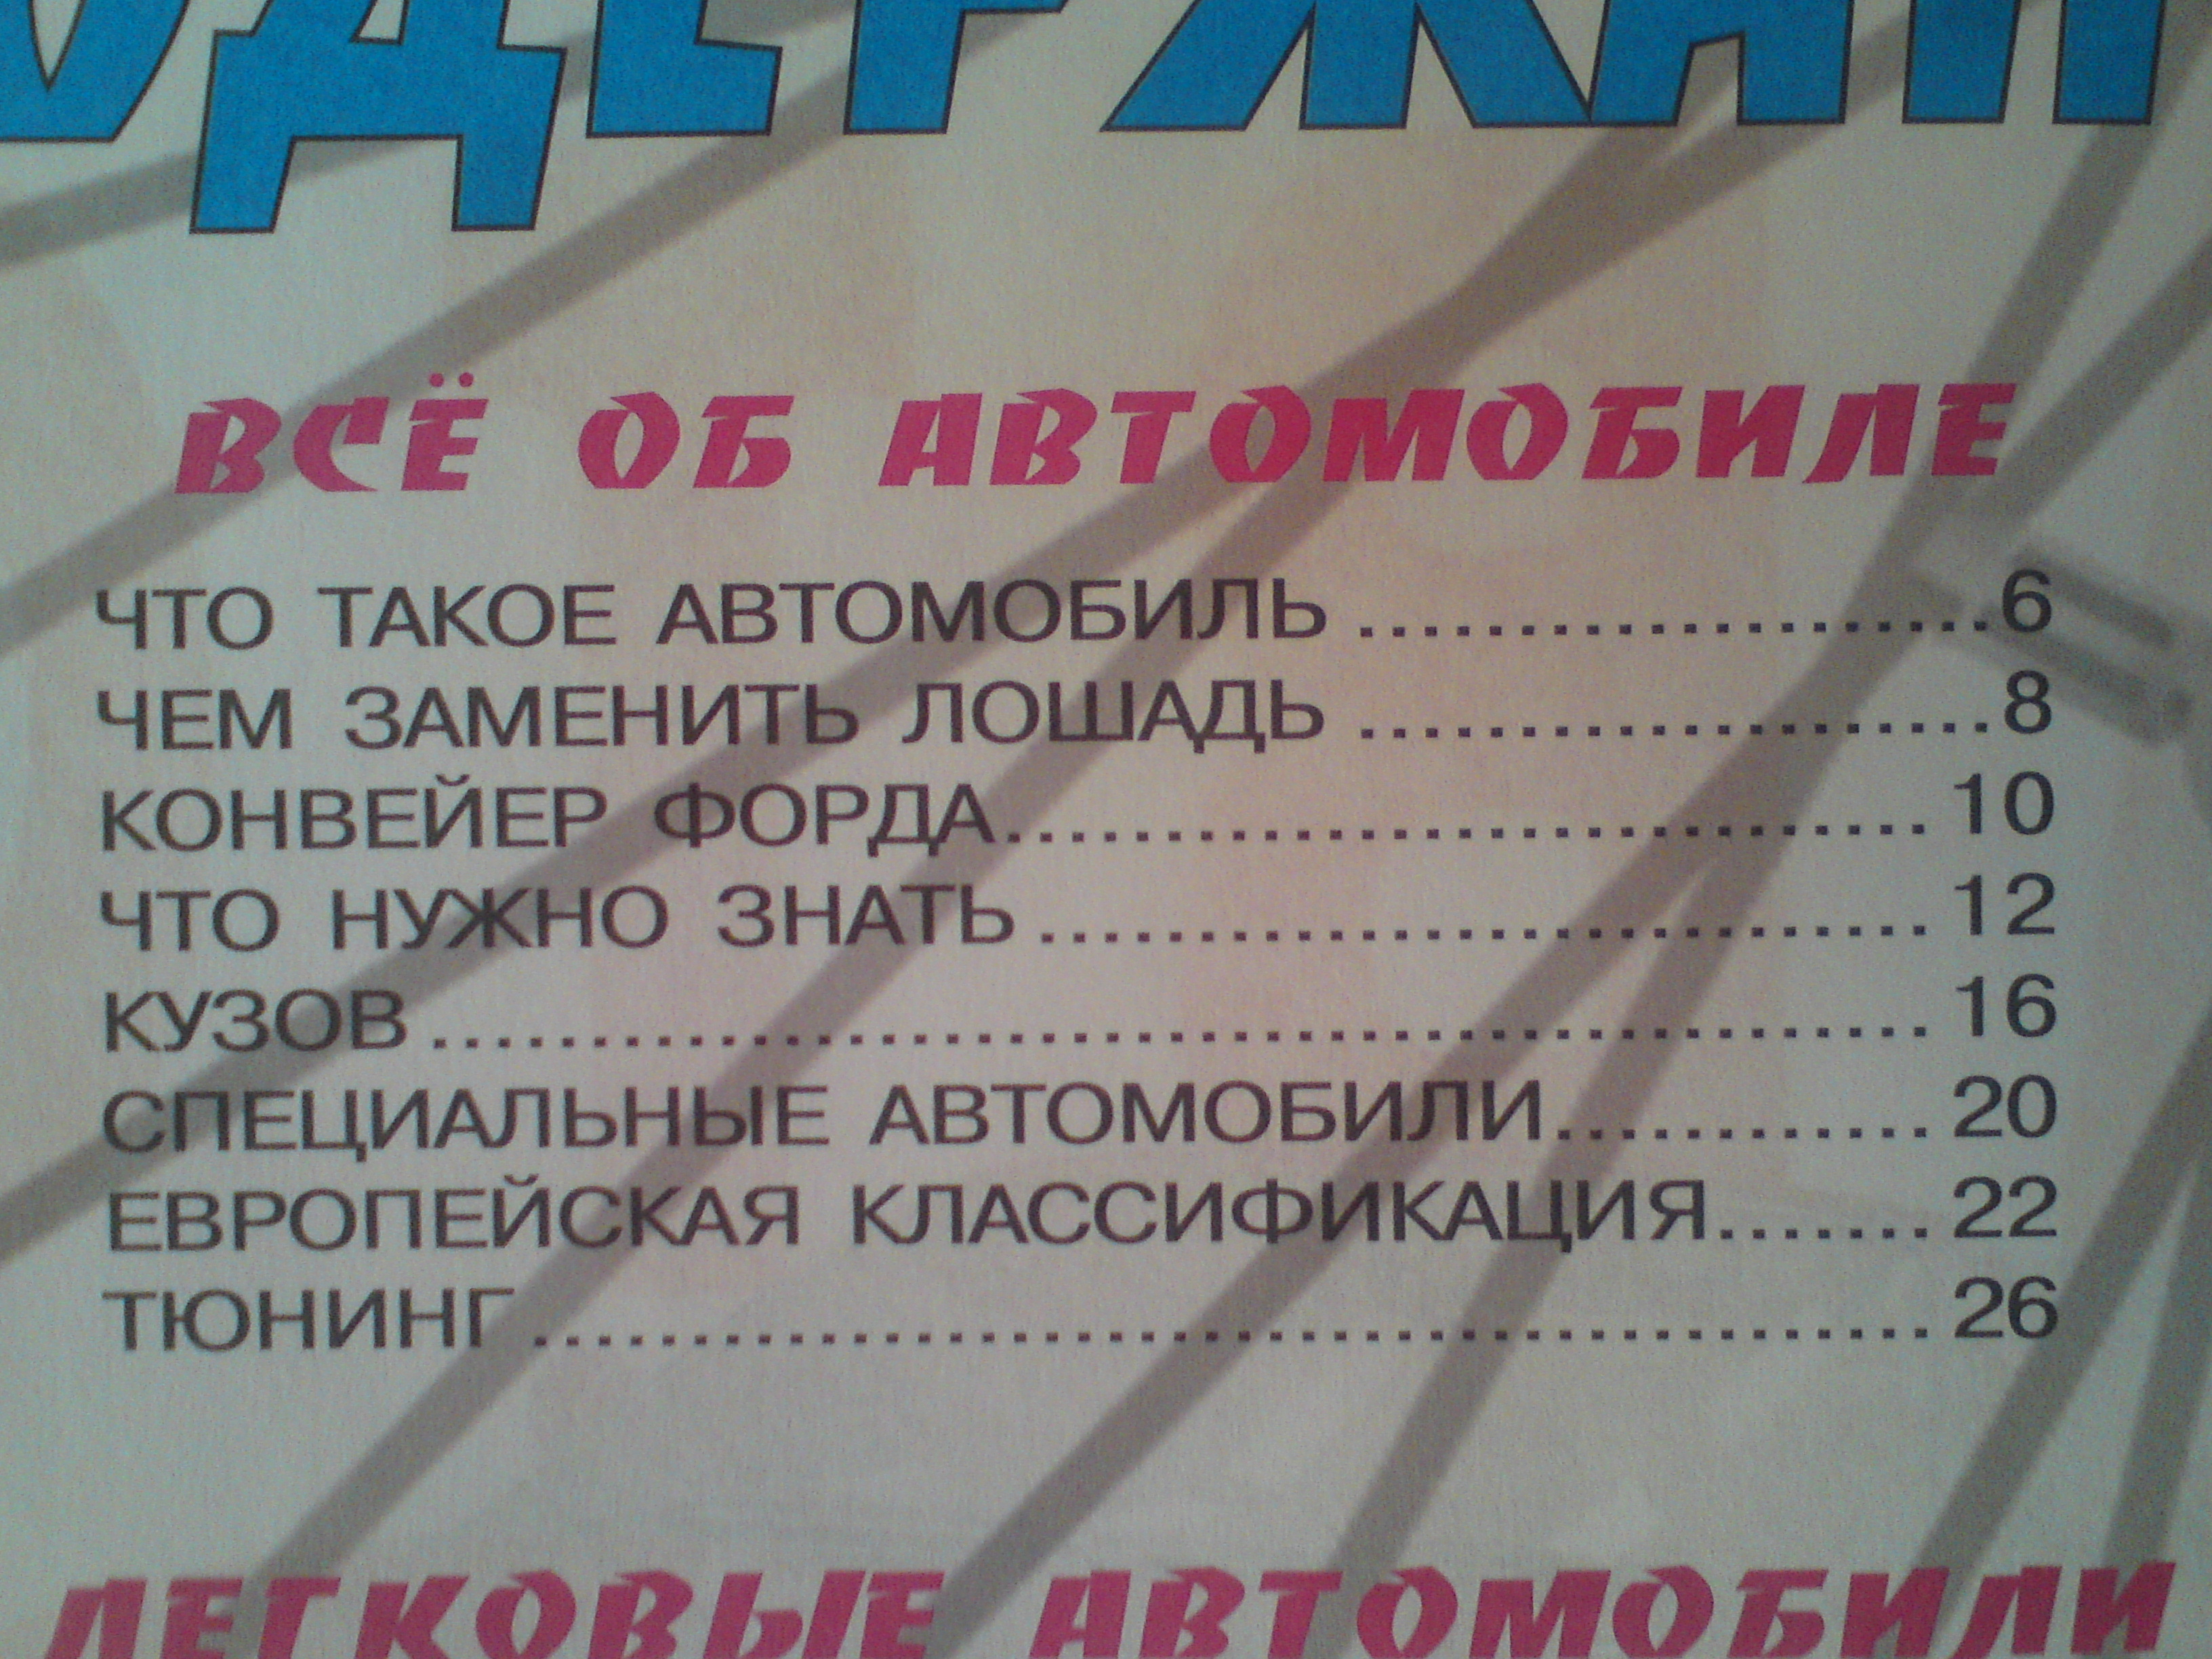 ВСЁ ОБ АВТОМОБИЛЕ
ЧТО ТАКОЕ АВТОМОБИЛЬ ....................6
ЧЕМ ЗАМЕНИТЬ ЛОШАДЬ ....................8
КОНВЕЙЕР ФОРДА............................. 10
ЧТО НУЖНО ЗНАТЬ............................ 12
КУЗОВ ............................................... 16
СПЕЦИАЛЬНЫЕ АВТОМОБИЛИ............ 20
ЕВРОПЕЙСКАЯ КЛАССИФИКАЦИЯ....... 22
ТЮНИНГ ............................................ 26
ЛЕГКОВЫЕ АВТОМОБИЛИ